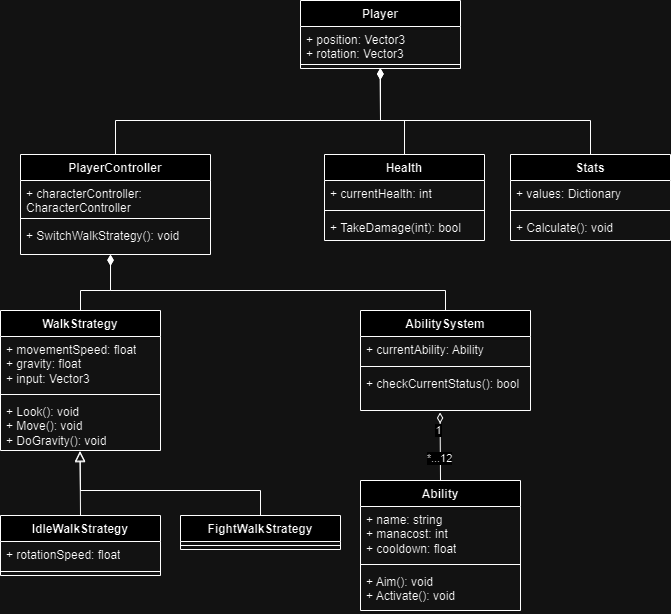 Player
+ position: Vector3
+ rotation: Vector3
PlayerController
+ characterController:
CharacterController
+ SwitchWalkStrategy(): void
Health
+ currentHealth: int
+ TakeDamage(int): bool
Stats
+ values: Dictionary
+ Calculate(): void
WalkStrategy
+ movementSpeed: float
+ gravity: float
+ input: Vector3
+ Look(): void
+ Move(): void
+ DoGravity(): void
AbilitySystem
+ currentAbility: Ability
+ checkCurrentStatus(): bool
1
*...12
IdleWalkStrategy
+ rotationSpeed: float
FightWalkStrategy
Ability
+ name: string
+ manacost: int
+ cooldown: float
+ Aim(): void
+ Activate(): void